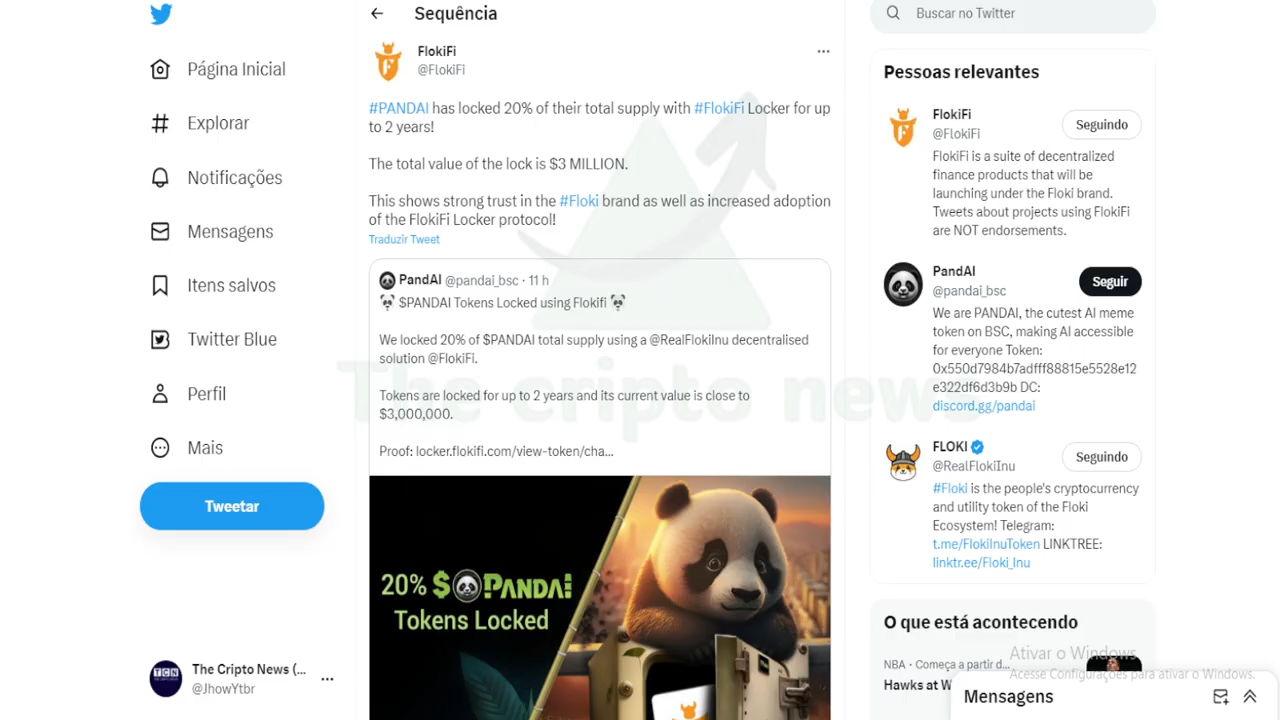 Página Inicial
Explorar
Notificações
Mensagens
Itens salvos
Twitter Blue
Perfil
Mais
Tweetar
The Cripto News (...
@JhowYtbr
Sequência
FlokiFi
@FlokiFi
#PANDAI has locked 20% of their total supply with #FlokiFi Locker for up
to 2 years!
The total value of the lock is $3 MILLION.
This shows strong trust in the #Floki brand as well as increased adoption
of the FlokiFi Locker protocol!
Traduzir Tweet
PandAI @pandai_bsc · 11 h
$PANDAI Tokens Locked using Flokifi
We locked 20% of $PANDAI total supply using a @RealFlokiInu decentralised
solution @FlokiFi.
Tokens are locked for up to 2 years and its current value is close to
$3,000,000.
Proof: locker.flokifi.com/view-token/cha...
20% $PANDAI
Tokens Locked
The cripto news
Buscar no Twitter
Pessoas relevantes
FlokiFi
@FlokiFi
Seguindo
FlokiFi is a suite of decentralized
finance products that will be
launching under the Floki brand.
Tweets about projects using FlokiFi
are NOT endorsements.
PandAI
@pandai_bsc
Seguir
We are PANDAI, the cutest AI meme
token on BSC, making AI accessible
for everyone Token:
0x550d7984b7adfff88815e5528e12
e322df6d3b9b DC:
discord.gg/pandai
FLOKI
@RealFlokiInu
Seguindo
#Floki is the people's cryptocurrency
and utility token of the Floki
Ecosystem! Telegram:
t.me/FlokiInuToken LINKTREE:
linktr.ee/Floki_Inu
O que está acontecendo
NBA · Começa a partir d...
Hawks at W
Ativar o Windows
Acesse Configurações para ativar o Windows.
Mensagens